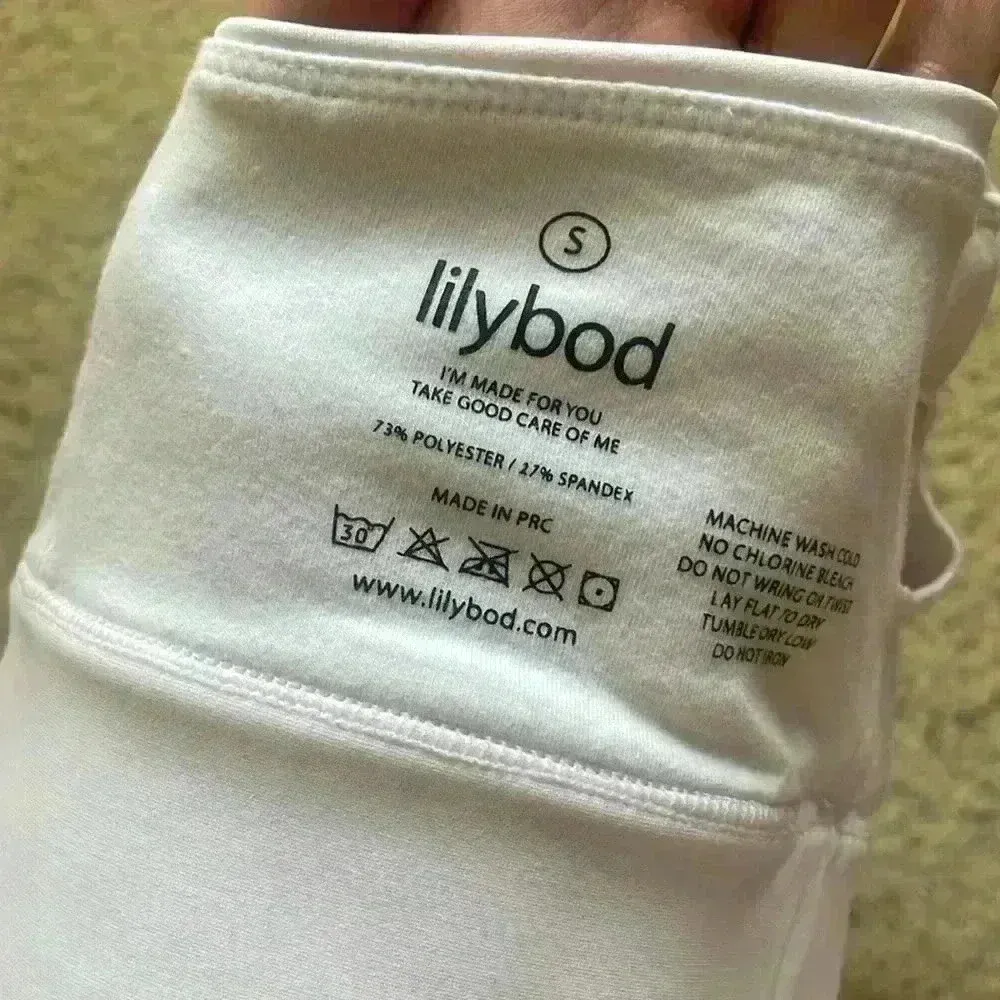 S
lilybod
I'M MADE FOR YOU
TAKE GOOD CARE OF ME
73% POLYESTER / 27% SPANDEX
MADE IN PRC
30
www.lilybod.com
MACHINE WASH COLD
NO CHLORINE BLEACH
DO NOT WRING OR TWIST
LAY FLAT TO DRY
TUMBLE DRY LOW
DO NOT IRON